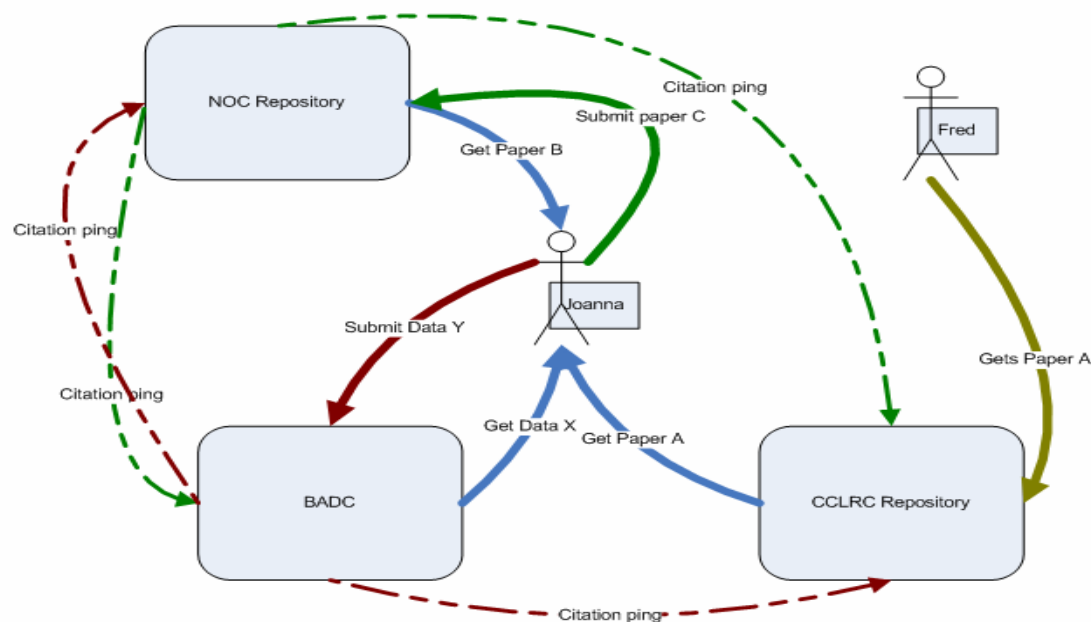 Citation ping
NOC Repository
Submit paper C
Fred
Get Paper B
Citation ping
Joanna
Submit Data Y
Gets Paper A
Citation ping
Get Data X
Get Paper A
BADC
CCLRC Repository
Citation ping